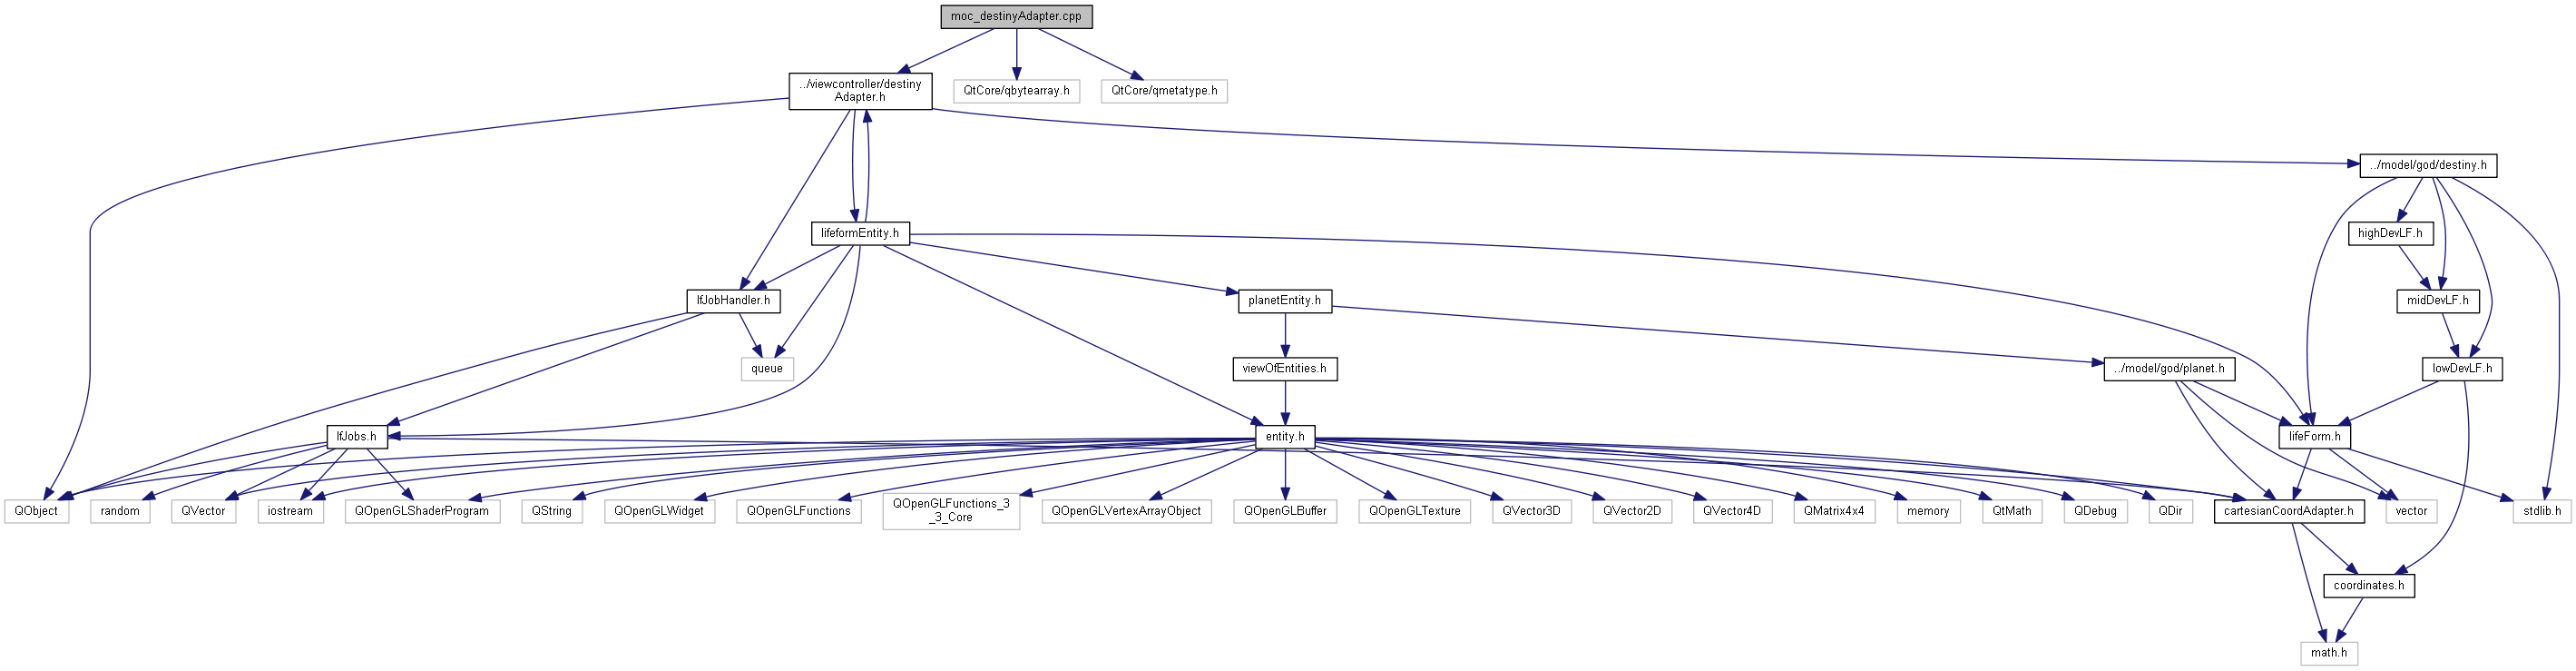 moc_destinyAdapter.cpp
../viewcontroller/destiny
Adapter.h
QtCore/qbytearray.h
QtCore/qmetatype.h
../model/god/destiny.h
lifeformEntity.h
highDevLF.h
lfJobHandler.h
planetEntity.h
midDevLF.h
queue
viewOfEntities.h
../model/god/planet.h
lowDevLF.h
lfJobs.h
entity.h
lifeForm.h
QObject
random
QVector
iostream
QOpenGLShaderProgram
QString
QOpenGLWidget
QOpenGLFunctions
QOpenGLFunctions_3
_3_Core
QOpenGLVertexArrayObject
QOpenGLBuffer
QOpenGLTexture
QVector3D
QVector2D
QVector4D
QMatrix4x4
memory
QtMath
QDebug
QDir
cartesianCoordAdapter.h
vector
stdlib.h
coordinates.h
math.h